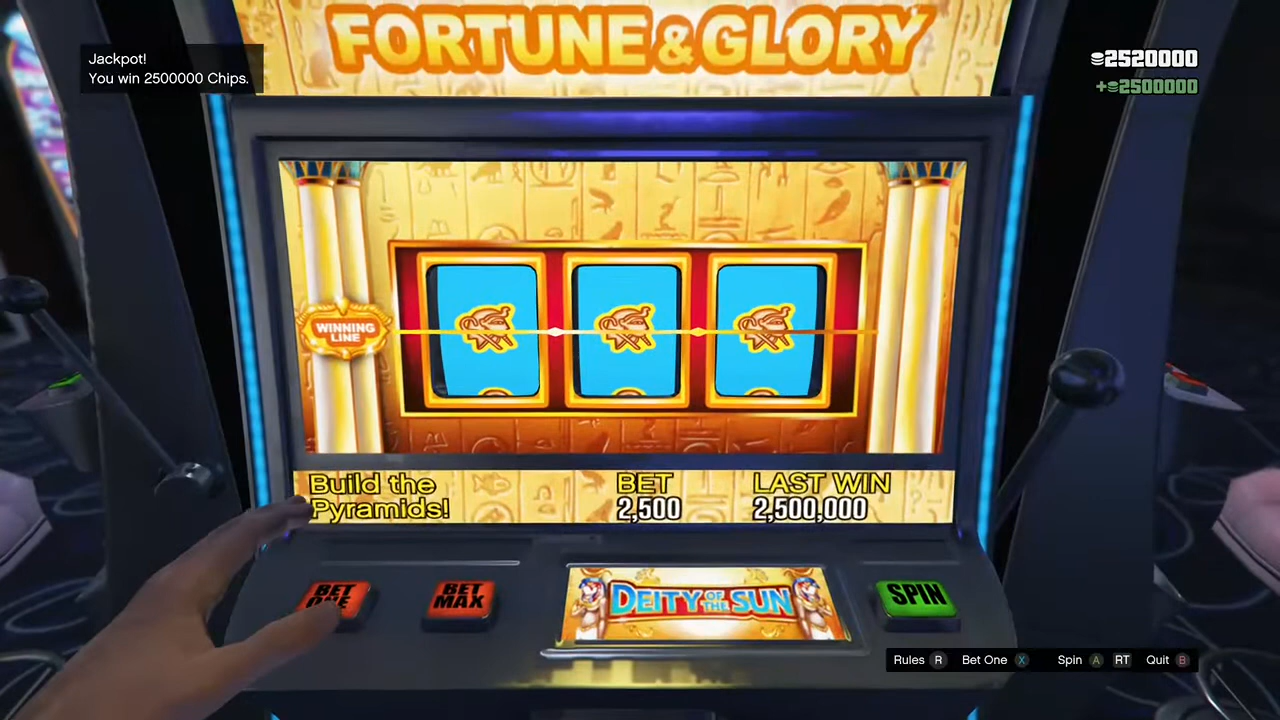 FORTUNE & GLORY
Jackpot!
You win 2500000 Chips.
2520000
+2500000
WINNING
LINE
Build the
Pyramids!
BET
2,500
LAST WIN
2,500,000
BET
ONE
BET
MAX
DEITY OF THE SUN
SPIN
Rules R Bet One X Spin A RT Quit B